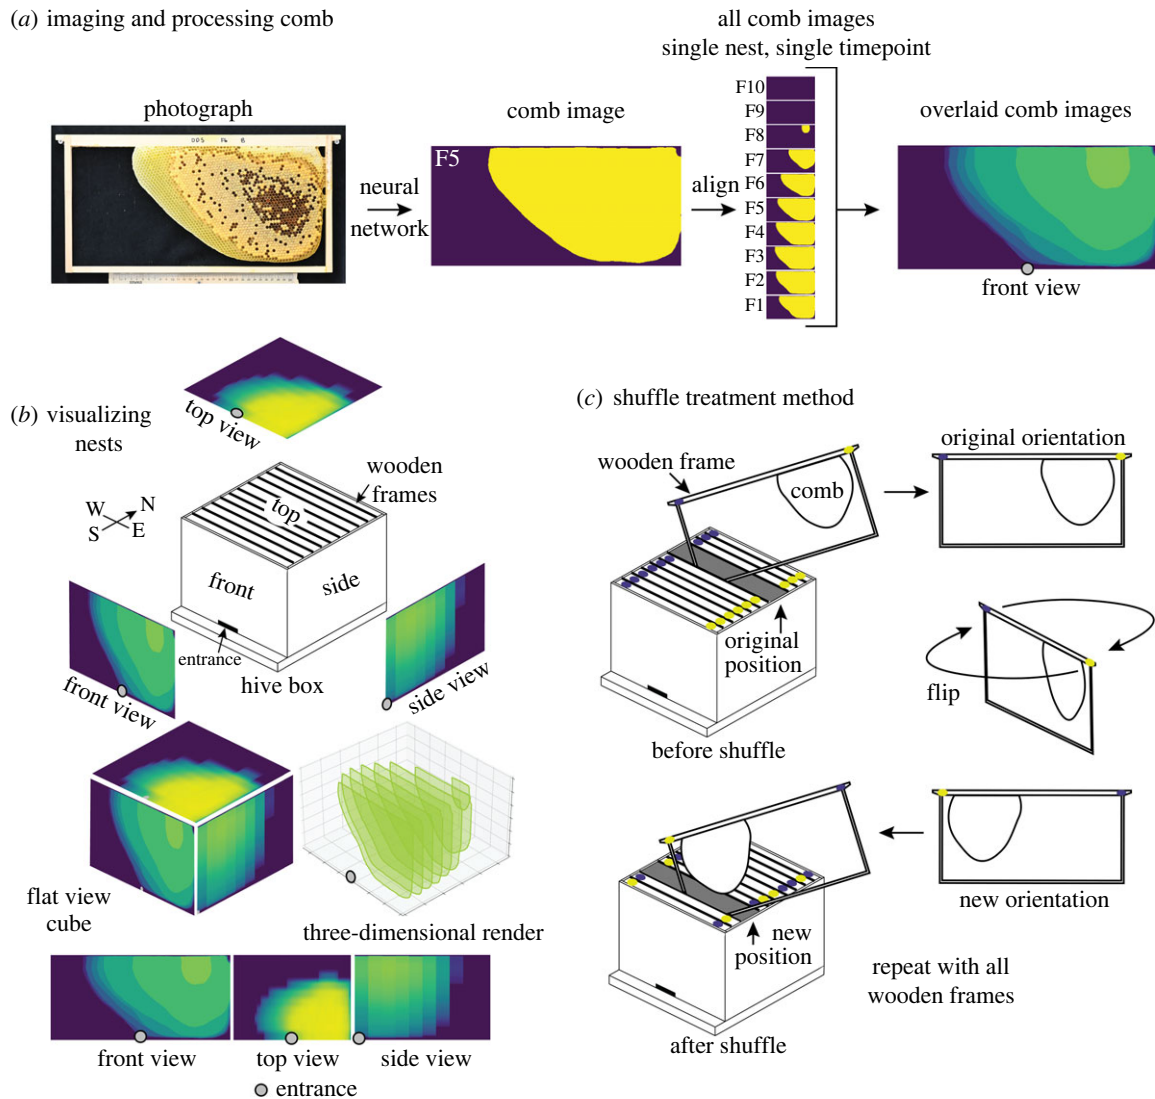 (a) imaging and processing comb
all comb images
single nest, single timepoint
photograph
comb image
overlaid comb images
F5
neural
network
align
F10
F9
F8
F7
F6
F5
F4
F3
F2
F1
front view
(b) visualizing
nests
top view
wooden
frames
W
N
S
E
top
front
side
entrance
hive box
front view
side view
flat view
cube
three-dimensional render
front view
top view
side view
entrance
(c) shuffle treatment method
wooden frame
comb
original orientation
original
position
before shuffle
flip
new orientation
new
position
after shuffle
repeat with all
wooden frames